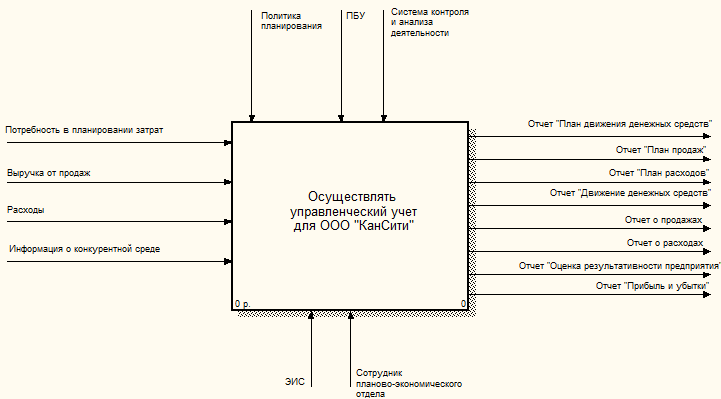 Политика
планирования
ПБУ
Система контроля
и анализа
деятельности
Потребность в планировании затрат
Выручка от продаж
Расходы
Информация о конкурентной среде
Осуществлять
управленческий учет
для ООО "КанСити"
0 р.
0
Отчет "План движения денежных средств"
Отчет "План продаж"
Отчет "План расходов"
Отчет "Движение денежных средств"
Отчет о продажах
Отчет о расходах
Отчет "Оценка результативности предприятия"
Отчет "Прибыль и убытки"
ЭИС
Сотрудник
планово-экономического
отдела